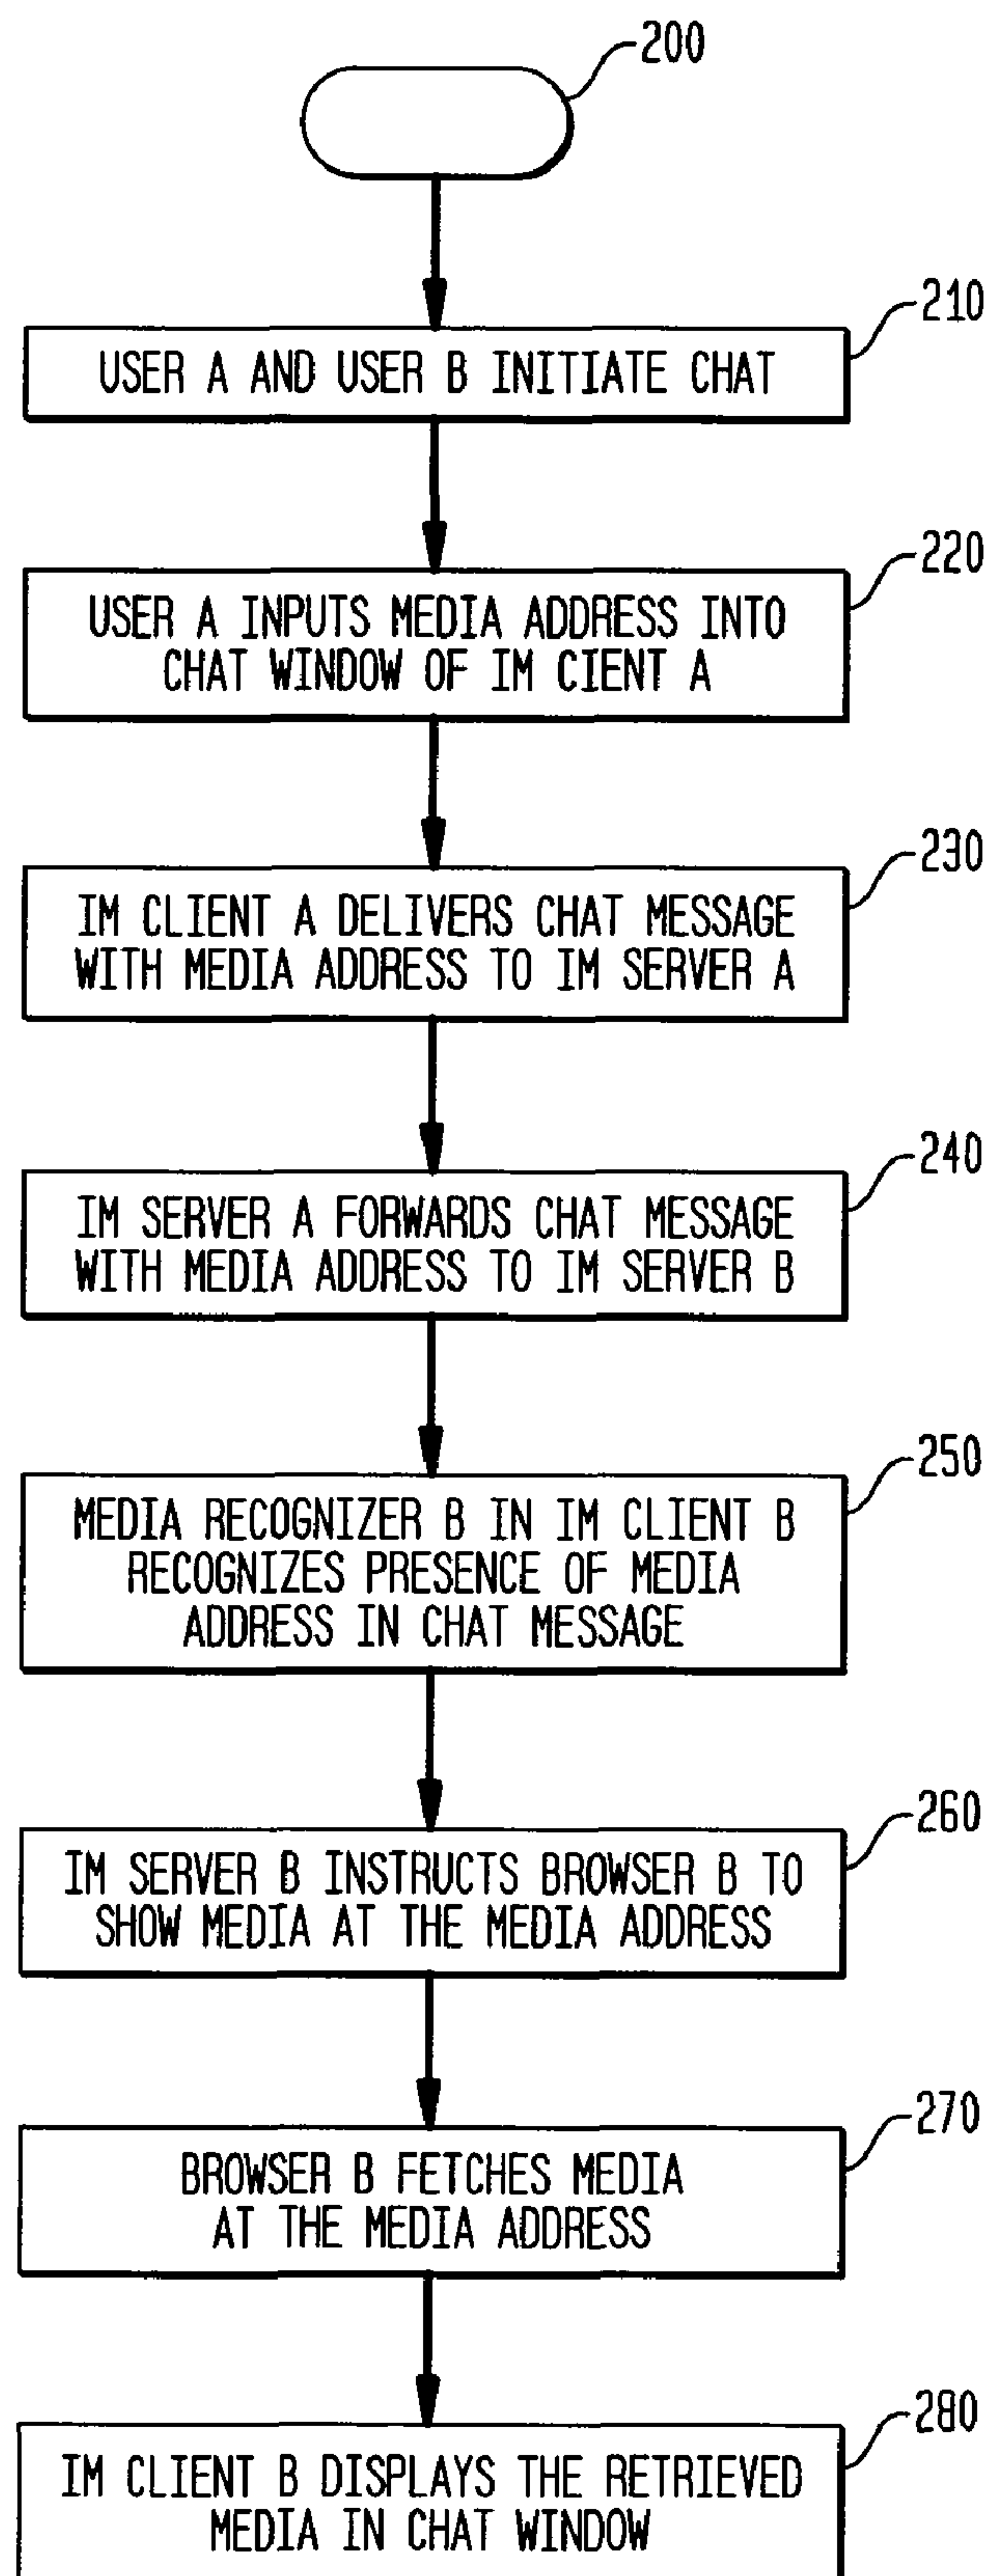 200
210
USER A AND USER B INITIATE CHAT
220
USER A INPUTS MEDIA ADDRESS INTO
CHAT WINDOW OF IM CIENT A
230
IM CLIENT A DELIVERS CHAT MESSAGE
WITH MEDIA ADDRESS TO IM SERVER A
240
IM SERVER A FORWARDS CHAT MESSAGE
WITH MEDIA ADDRESS TO IM SERVER B
250
MEDIA RECOGNIZER B IN IM CLIENT B
RECOGNIZES PRESENCE OF MEDIA
ADDRESS IN CHAT MESSAGE
260
IM SERVER B INSTRUCTS BROWSER B TO
SHOW MEDIA AT THE MEDIA ADDRESS
270
BROWSER B FETCHES MEDIA
AT THE MEDIA ADDRESS
280
IM CLIENT B DISPLAYS THE RETRIEVED
MEDIA IN CHAT WINDOW